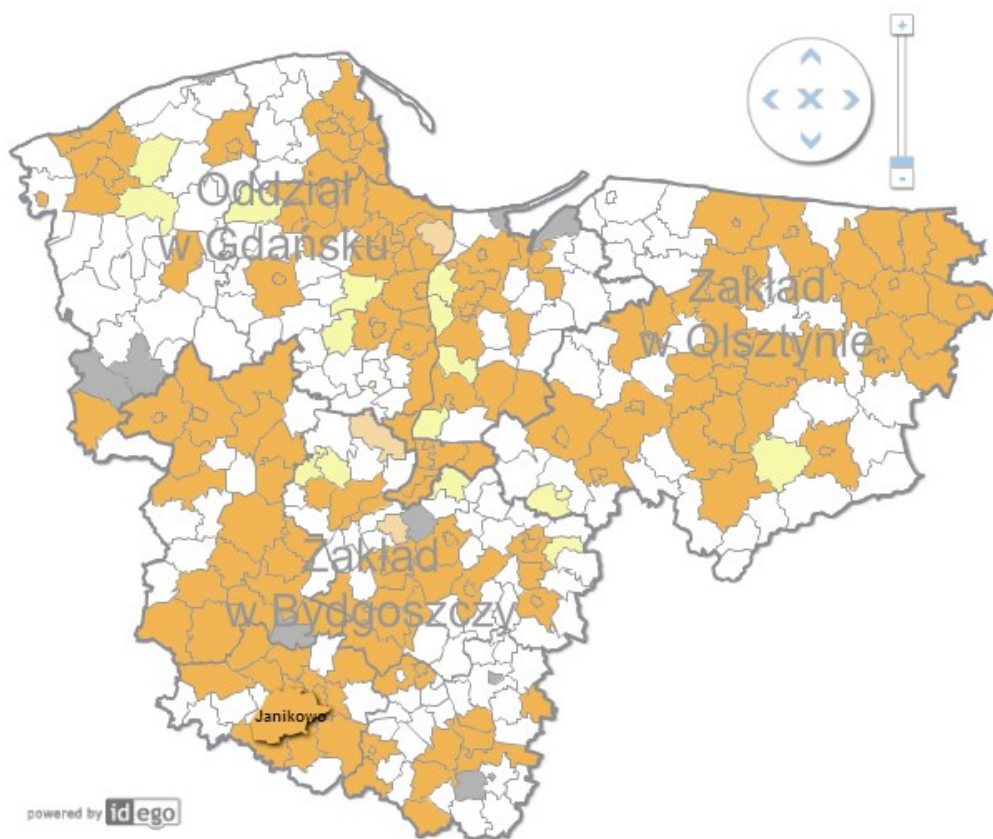 Oddział
w Gdańsku
Zakład
w Olsztynie
Zakład
w Bydgoszczy
Janikowo
powered by idego